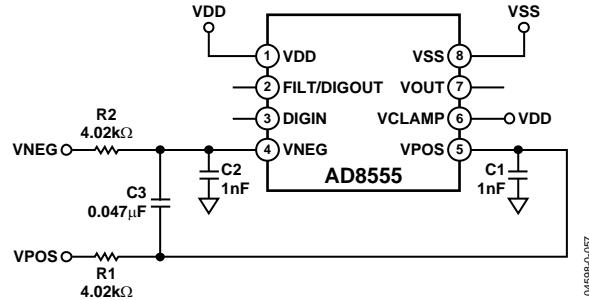 VDD
VSS
1 VDD
VSS 8
2 FILT/DIGOUT
VOUT 7
3 DIGIN
VCLAMP 6
VDD
4 VNEG
VPOS 5
AD8555
R2
4.02kΩ
VNEG
C2
1nF
C1
1nF
C3
0.047μF
VPOS
R1
4.02kΩ
04598-0-057